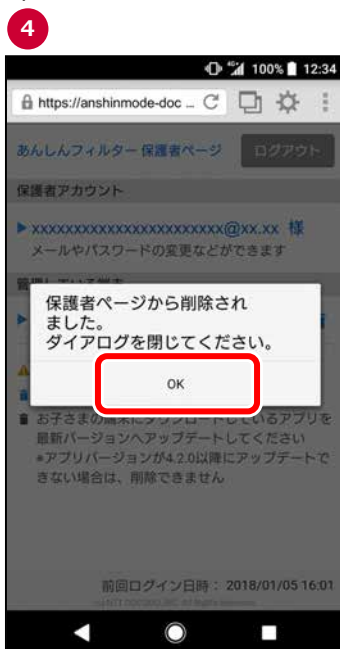 4
100% 12:34
https://anshinmode-doc ...
あんしんフィルター 保護者ページ ログアウト
保護者アカウント
xxxxxxxxxxxxxxxxxxxxxxxx@xx.xx 様
メールやパスワードの変更などができます
保護者ページから削除され
ました。
ダイアログを閉じてください。
OK
お子さまの端末にダウンロードしているアプリを
最新バージョンへアップデートしてください
※アプリバージョンが4.2.0以降にアップデートで
きない場合は、削除できません
前回ログイン日時： 2018/01/05 16:01